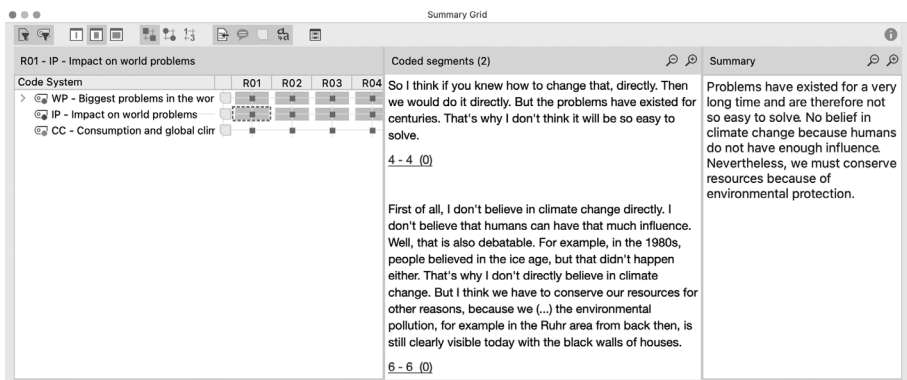 Summary Grid
R01 - IP - Impact on world problems
Coded segments (2)
Summary
Code System
R01
R02
R03
R04
WP - Biggest problems in the wor
IP - Impact on world problems
CC - Consumption and global clim
So I think if you knew how to change that, directly. Then
we would do it directly. But the problems have existed for
centuries. That's why I don't think it will be so easy to
solve.
4 - 4 (0)
First of all, I don't believe in climate change directly. I
don't believe that humans can have that much influence.
Well, that is also debatable. For example, in the 1980s,
people believed in the ice age, but that didn't happen
either. That's why I don't directly believe in climate
change. But I think we have to conserve our resources for
other reasons, because we (...) the environmental
pollution, for example in the Ruhr area from back then, is
still clearly visible today with the black walls of houses.
6 - 6 (0)
Problems have existed for a very
long time and are therefore not
so easy to solve. No belief in
climate change because humans
do not have enough influence.
Nevertheless, we must conserve
resources because of
environmental protection.